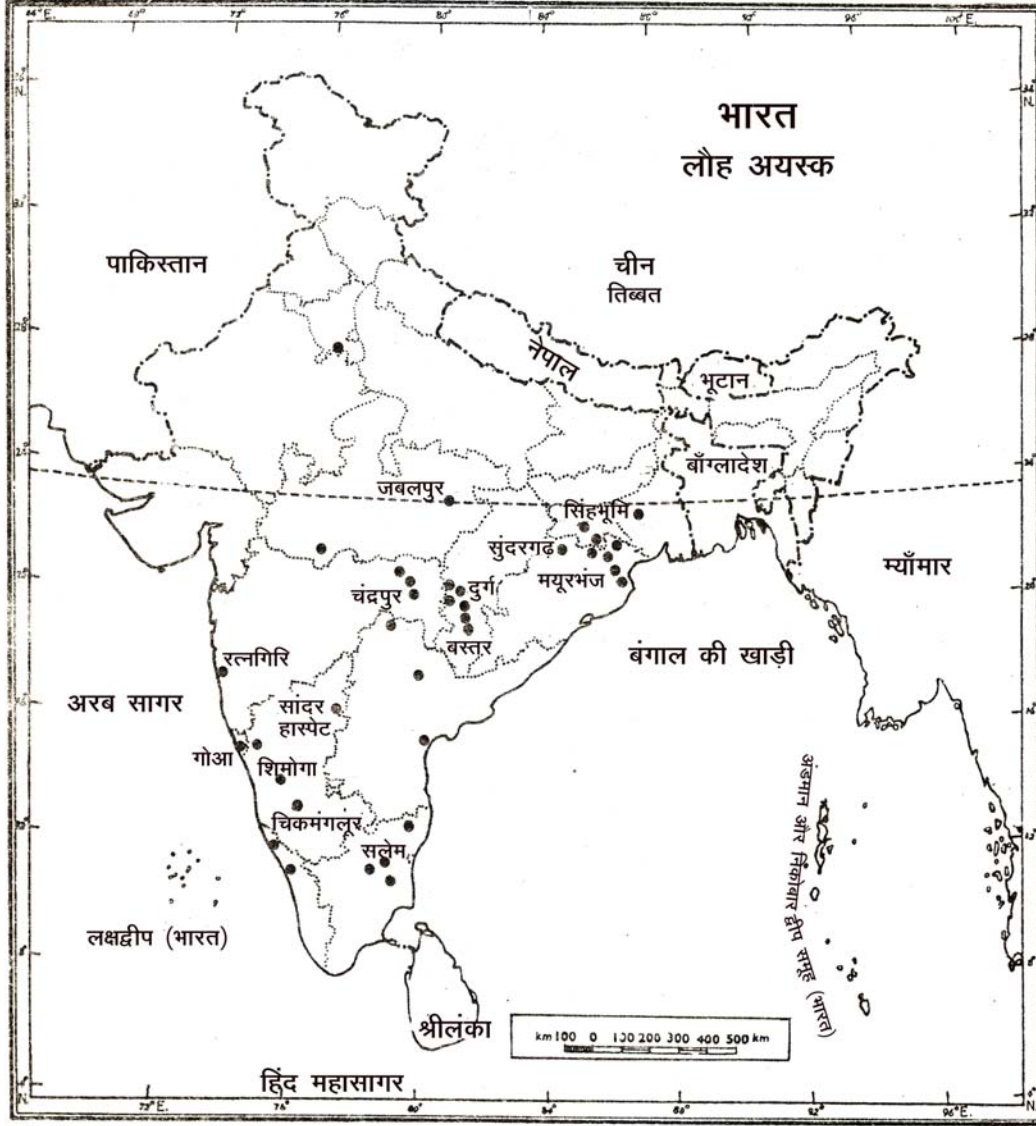 भारत
लौह अयस्क
पाकिस्तान
चीन
तिब्बत
नेपाल
भूटान
बाँग्लादेश
जबलपुर
सिंहभूमि
सुंदरगढ़
मयूरभंज
म्याँमार
चंद्रपुर
दुर्ग
बस्तर
बंगाल की खाड़ी
रत्नगिरि
अरब सागर
सांदर
हास्पेट
गोआ
शिमोगा
चिकमंगलूर
सलेम
अंडमान और निकोबार द्वीप समूह (भारत)
लक्षद्वीप (भारत)
श्रीलंका
km 100 0 100 200 300 400 500 km
हिंद महासागर